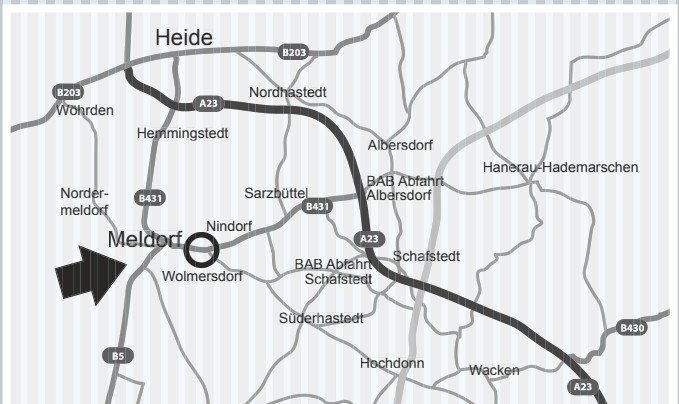 Heide
B203
B203
Wöhrden
A23
Nordhastedt
Hemmingstedt
Albersdorf
Hanerau-Hademarschen
BAB Abfahrt
Albersdorf
Norder-
meldorf
B431
Sarzbüttel
B431
Nindorf
Meldorf
A23
Schafstedt
BAB Abfahrt
Schafstedt
Wolmersdorf
Süderhastedt
B430
B5
Hochdonn
Wacken
A23